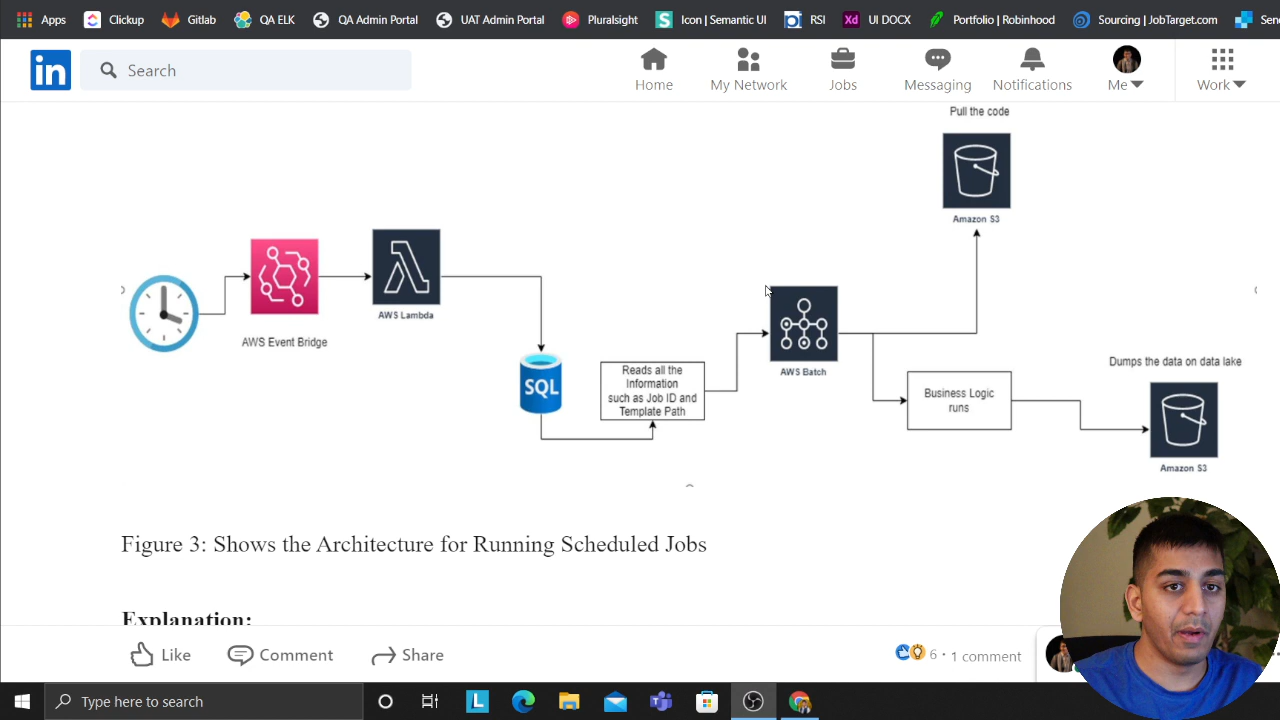 Apps Clickup Gitlab QA ELK QA Admin Portal UAT Admin Portal Pluralsight Icon | Semantic UI RSI Xd UI DOCX Portfolio | Robinhood Sourcing | JobTarget.com Sen
in Search Home My Network Jobs Messaging Notifications Me Work
Pull the code
Amazon S3
AWS Lambda
AWS Event Bridge
SQL
Reads all the
Information
such as Job ID and
Template Path
AWS Batch
Business Logic
runs
Dumps the data on data lake
Amazon S3
Figure 3: Shows the Architecture for Running Scheduled Jobs
Explanation:
Like Comment Share 6 · 1 comment
L Type here to search